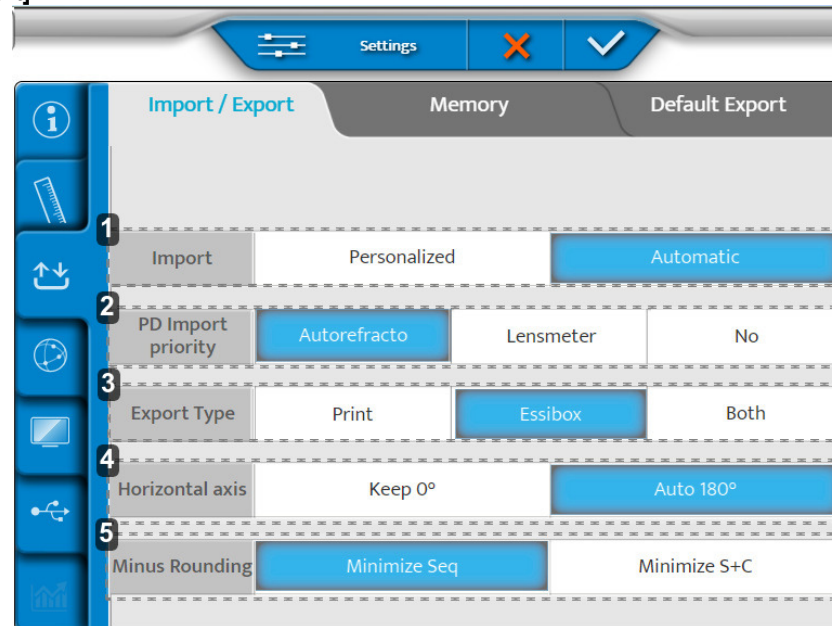 Settings
Import / Export Memory Default Export
1
Import Personalized Automatic
2
PD Import
priority
Autorefracto Lensmeter No
3
Export Type Print Essibox Both
4
Horizontal axis Keep 0° Auto 180°
5
Minus Rounding Minimize Seq Minimize S+C